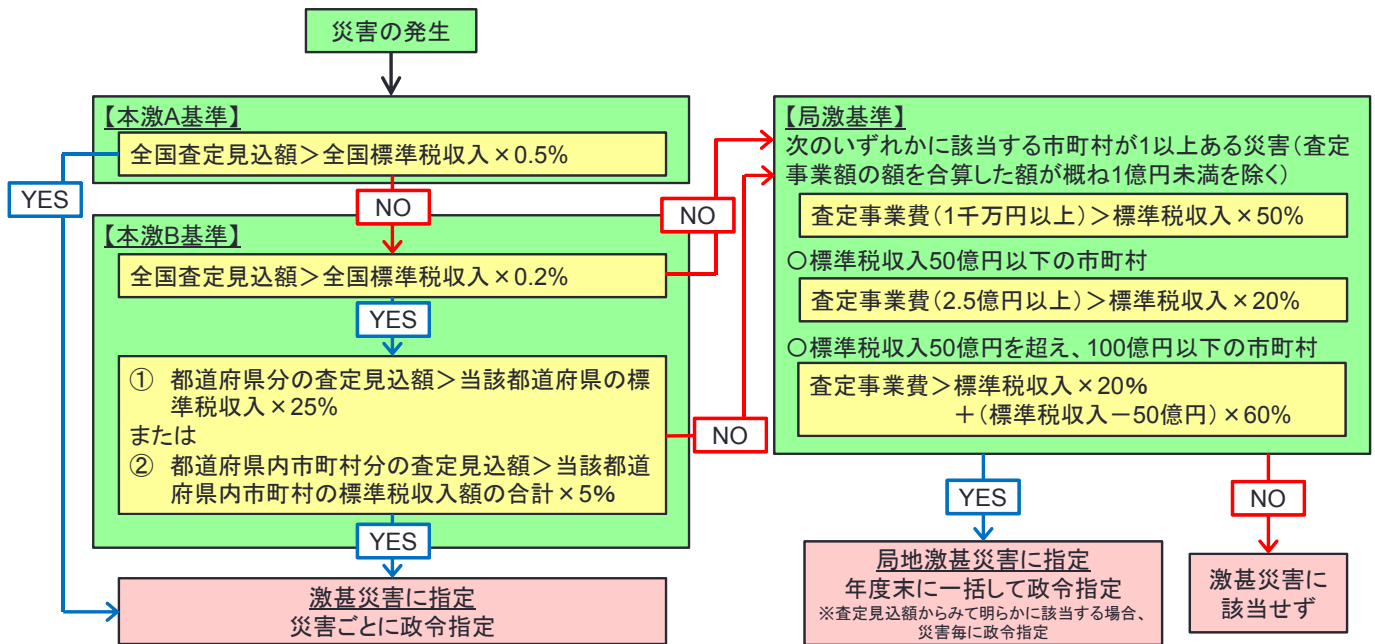 災害の発生
【本激A基準】
全国査定見込額＞全国標準税収入×0.5%
YES
NO
【本激B基準】
全国査定見込額＞全国標準税収入×0.2%
NO
YES
① 都道府県分の査定見込額＞当該都道府県の標
準税収入×25%
または
② 都道府県内市町村分の査定見込額＞当該都道
府県内市町村の標準税収入額の合計×5%
NO
YES
激甚災害に指定
災害ごとに政令指定
【局激基準】
次のいずれかに該当する市町村が1以上ある災害(査定
事業額の額を合算した額が概ね1億円未満を除く)
査定事業費(1千万円以上)＞標準税収入×50%
○標準税収入50億円以下の市町村
査定事業費(2.5億円以上)＞標準税収入×20%
○標準税収入50億円を超え、100億円以下の市町村
査定事業費＞標準税収入×20%
＋(標準税収入－50億円)×60%
YES
NO
局地激甚災害に指定
年度末に一括して政令指定
※査定見込額からみて明らかに該当する場合、
災害毎に政令指定
激甚災害に
該当せず